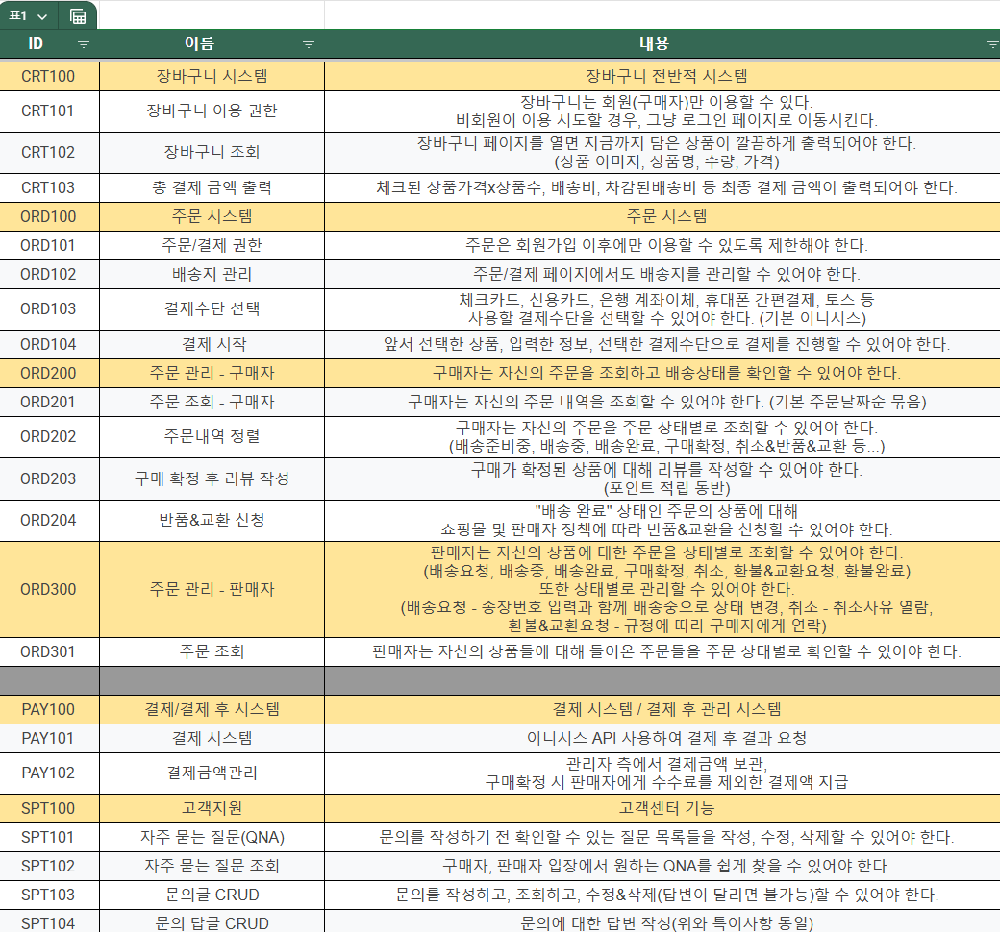 표1
ID 이름 내용
CRT100 장바구니 시스템 장바구니 전반적 시스템
CRT101 장바구니 이용 권한 장바구니는 회원(구매자)만 이용할 수 있다.
비회원이 이용 시도할 경우, 그냥 로그인 페이지로 이동시킨다.
CRT102 장바구니 조회 장바구니 페이지를 열면 지금까지 담은 상품이 깔끔하게 출력되어야 한다.
(상품 이미지, 상품명, 수량, 가격)
CRT103 총 결제 금액 출력 체크된 상품가격x상품수, 배송비, 차감된배송비 등 최종 결제 금액이 출력되어야 한다.
ORD100 주문 시스템 주문 시스템
ORD101 주문/결제 권한 주문은 회원가입 이후에만 이용할 수 있도록 제한해야 한다.
ORD102 배송지 관리 주문/결제 페이지에서도 배송지를 관리할 수 있어야 한다.
ORD103 결제수단 선택 체크카드, 신용카드, 은행 계좌이체, 휴대폰 간편결제, 토스 등
사용할 결제수단을 선택할 수 있어야 한다. (기본 이니시스)
ORD104 결제 시작 앞서 선택한 상품, 입력한 정보, 선택한 결제수단으로 결제를 진행할 수 있어야 한다.
ORD200 주문 관리 - 구매자 구매자는 자신의 주문을 조회하고 배송상태를 확인할 수 있어야 한다.
ORD201 주문 조회 - 구매자 구매자는 자신의 주문 내역을 조회할 수 있어야 한다. (기본 주문날짜순 묶음)
ORD202 주문내역 정렬 구매자는 자신의 주문을 주문 상태별로 조회할 수 있어야 한다.
(배송준비중, 배송중, 배송완료, 구매확정, 취소&반품&교환 등...)
ORD203 구매 확정 후 리뷰 작성 구매가 확정된 상품에 대해 리뷰를 작성할 수 있어야 한다.
(포인트 적립 동반)
ORD204 반품&교환 신청 "배송 완료" 상태인 주문의 상품에 대해
쇼핑몰 및 판매자 정책에 따라 반품&교환을 신청할 수 있어야 한다.
ORD300 주문 관리 - 판매자 판매자는 자신의 상품에 대한 주문을 상태별로 조회할 수 있어야 한다.
(배송요청, 배송중, 배송완료, 구매확정, 취소, 환불&교환요청, 환불완료)
또한 상태별로 관리할 수 있어야 한다.
(배송요청 - 송장번호 입력과 함께 배송중으로 상태 변경, 취소 - 취소사유 열람,
환불&교환요청 - 규정에 따라 구매자에게 연락)
ORD301 주문 조회 판매자는 자신의 상품들에 대해 들어온 주문들을 주문 상태별로 확인할 수 있어야 한다.
PAY100 결제/결제 후 시스템 결제 시스템 / 결제 후 관리 시스템
PAY101 결제 시스템 이니시스 API 사용하여 결제 후 결과 요청
PAY102 결제금액관리 관리자 측에서 결제금액 보관,
구매확정 시 판매자에게 수수료를 제외한 결제액 지급
SPT100 고객지원 고객센터 기능
SPT101 자주 묻는 질문(QNA) 문의를 작성하기 전 확인할 수 있는 질문 목록들을 작성, 수정, 삭제할 수 있어야 한다.
SPT102 자주 묻는 질문 조회 구매자, 판매자 입장에서 원하는 QNA를 쉽게 찾을 수 있어야 한다.
SPT103 문의글 CRUD 문의를 작성하고, 조회하고, 수정&삭제(답변이 달리면 불가능)할 수 있어야 한다.
SPT104 문의 답글 CRUD 문의에 대한 답변 작성(위와 특이사항 동일)